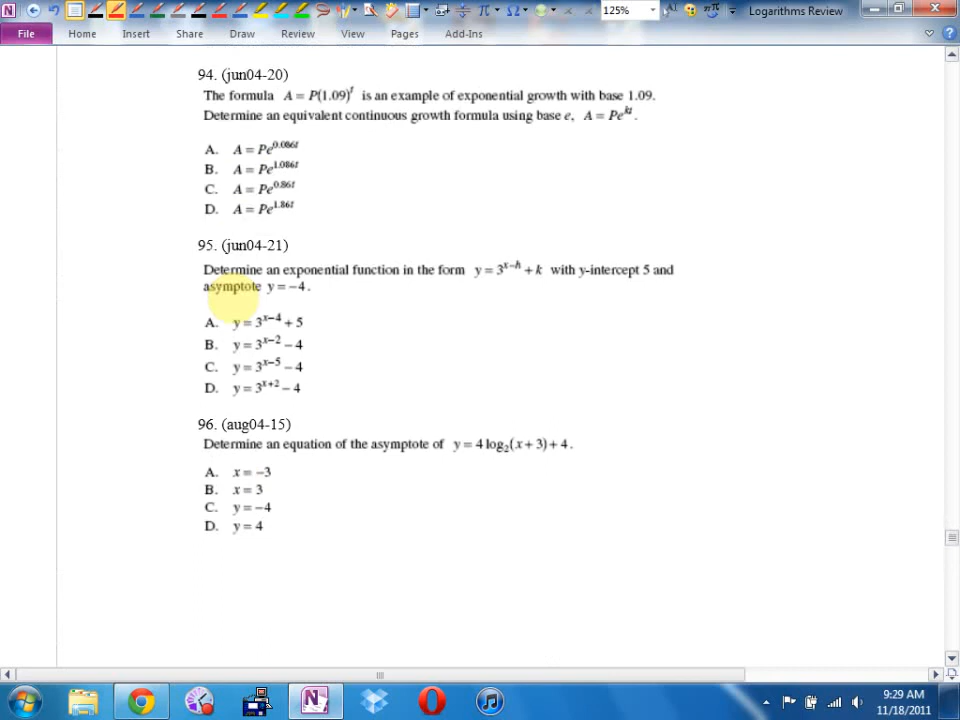 125%
Logarithms Review
File Home Insert Share Draw Review View Pages Add-Ins
94. (jun04-20)
The formula A = P(1.09)^t is an example of exponential growth with base 1.09.
Determine an equivalent continuous growth formula using base e, A = Pe^kt.
A. A = Pe^0.086t
B. A = Pe^1.086t
C. A = Pe^0.86t
D. A = Pe^1.86t
95. (jun04-21)
Determine an exponential function in the form y = 3^x−h + k with y-intercept 5 and
asymptote y = −4.
A. y = 3^x−4 + 5
B. y = 3^x−2 − 4
C. y = 3^x−5 − 4
D. y = 3^x+2 − 4
96. (aug04-15)
Determine an equation of the asymptote of y = 4 log₂(x + 3) + 4.
A. x = −3
B. x = 3
C. y = −4
D. y = 4
9:29 AM
11/18/2011